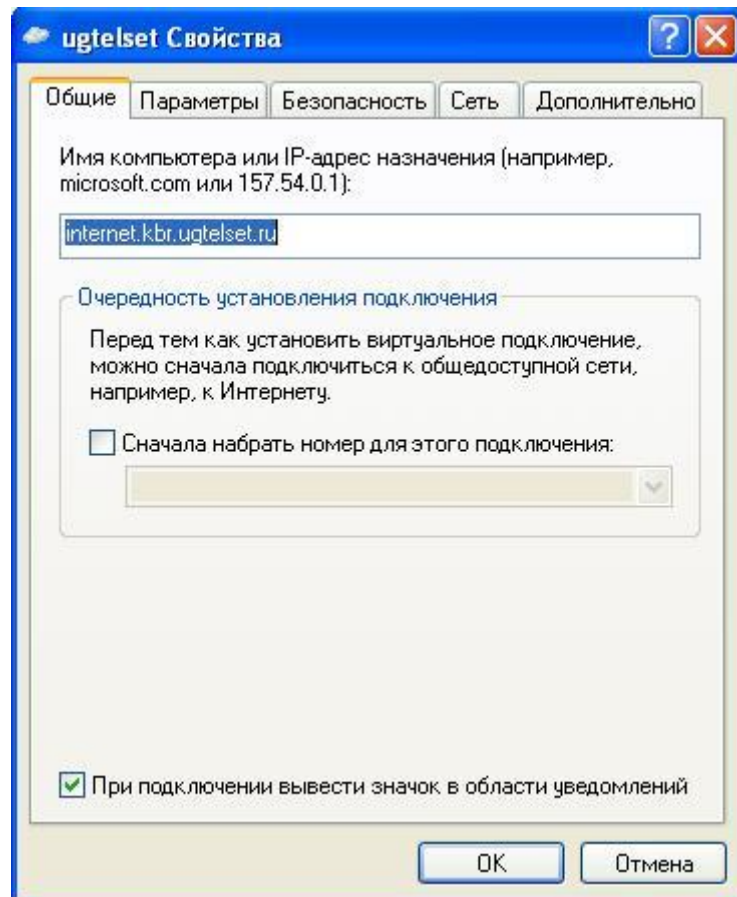 ugtelset Свойства
Общие Параметры Безопасность Сеть Дополнительно
Имя компьютера или IP-адрес назначения (например,
microsoft.com или 157.54.0.1):
internet.kbr.ugtelset.ru
Очередность установления подключения
Перед тем как установить виртуальное подключение,
можно сначала подключиться к общедоступной сети,
например, к Интернету.
Сначала набрать номер для этого подключения:
При подключении вывести значок в области уведомлений
OK Отмена